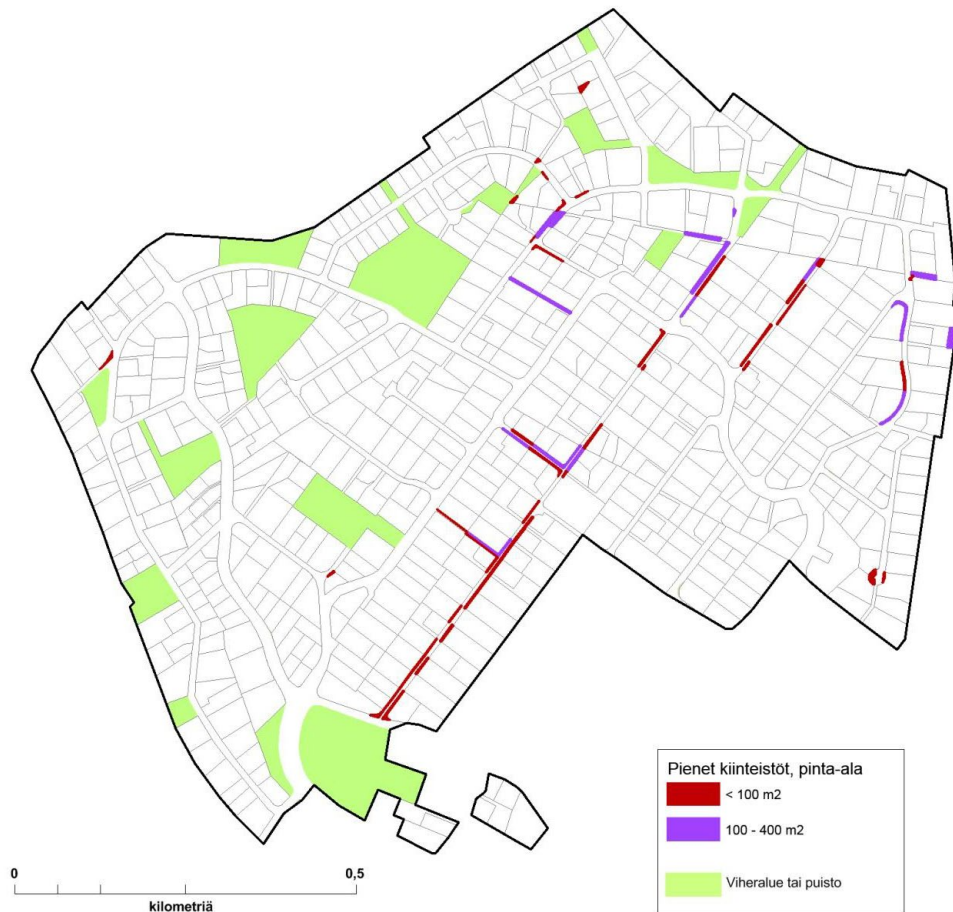 Pienet kiinteistöt, pinta-ala
< 100 m2
100 - 400 m2
Viheralue tai puisto
0 0,5
kilometriä